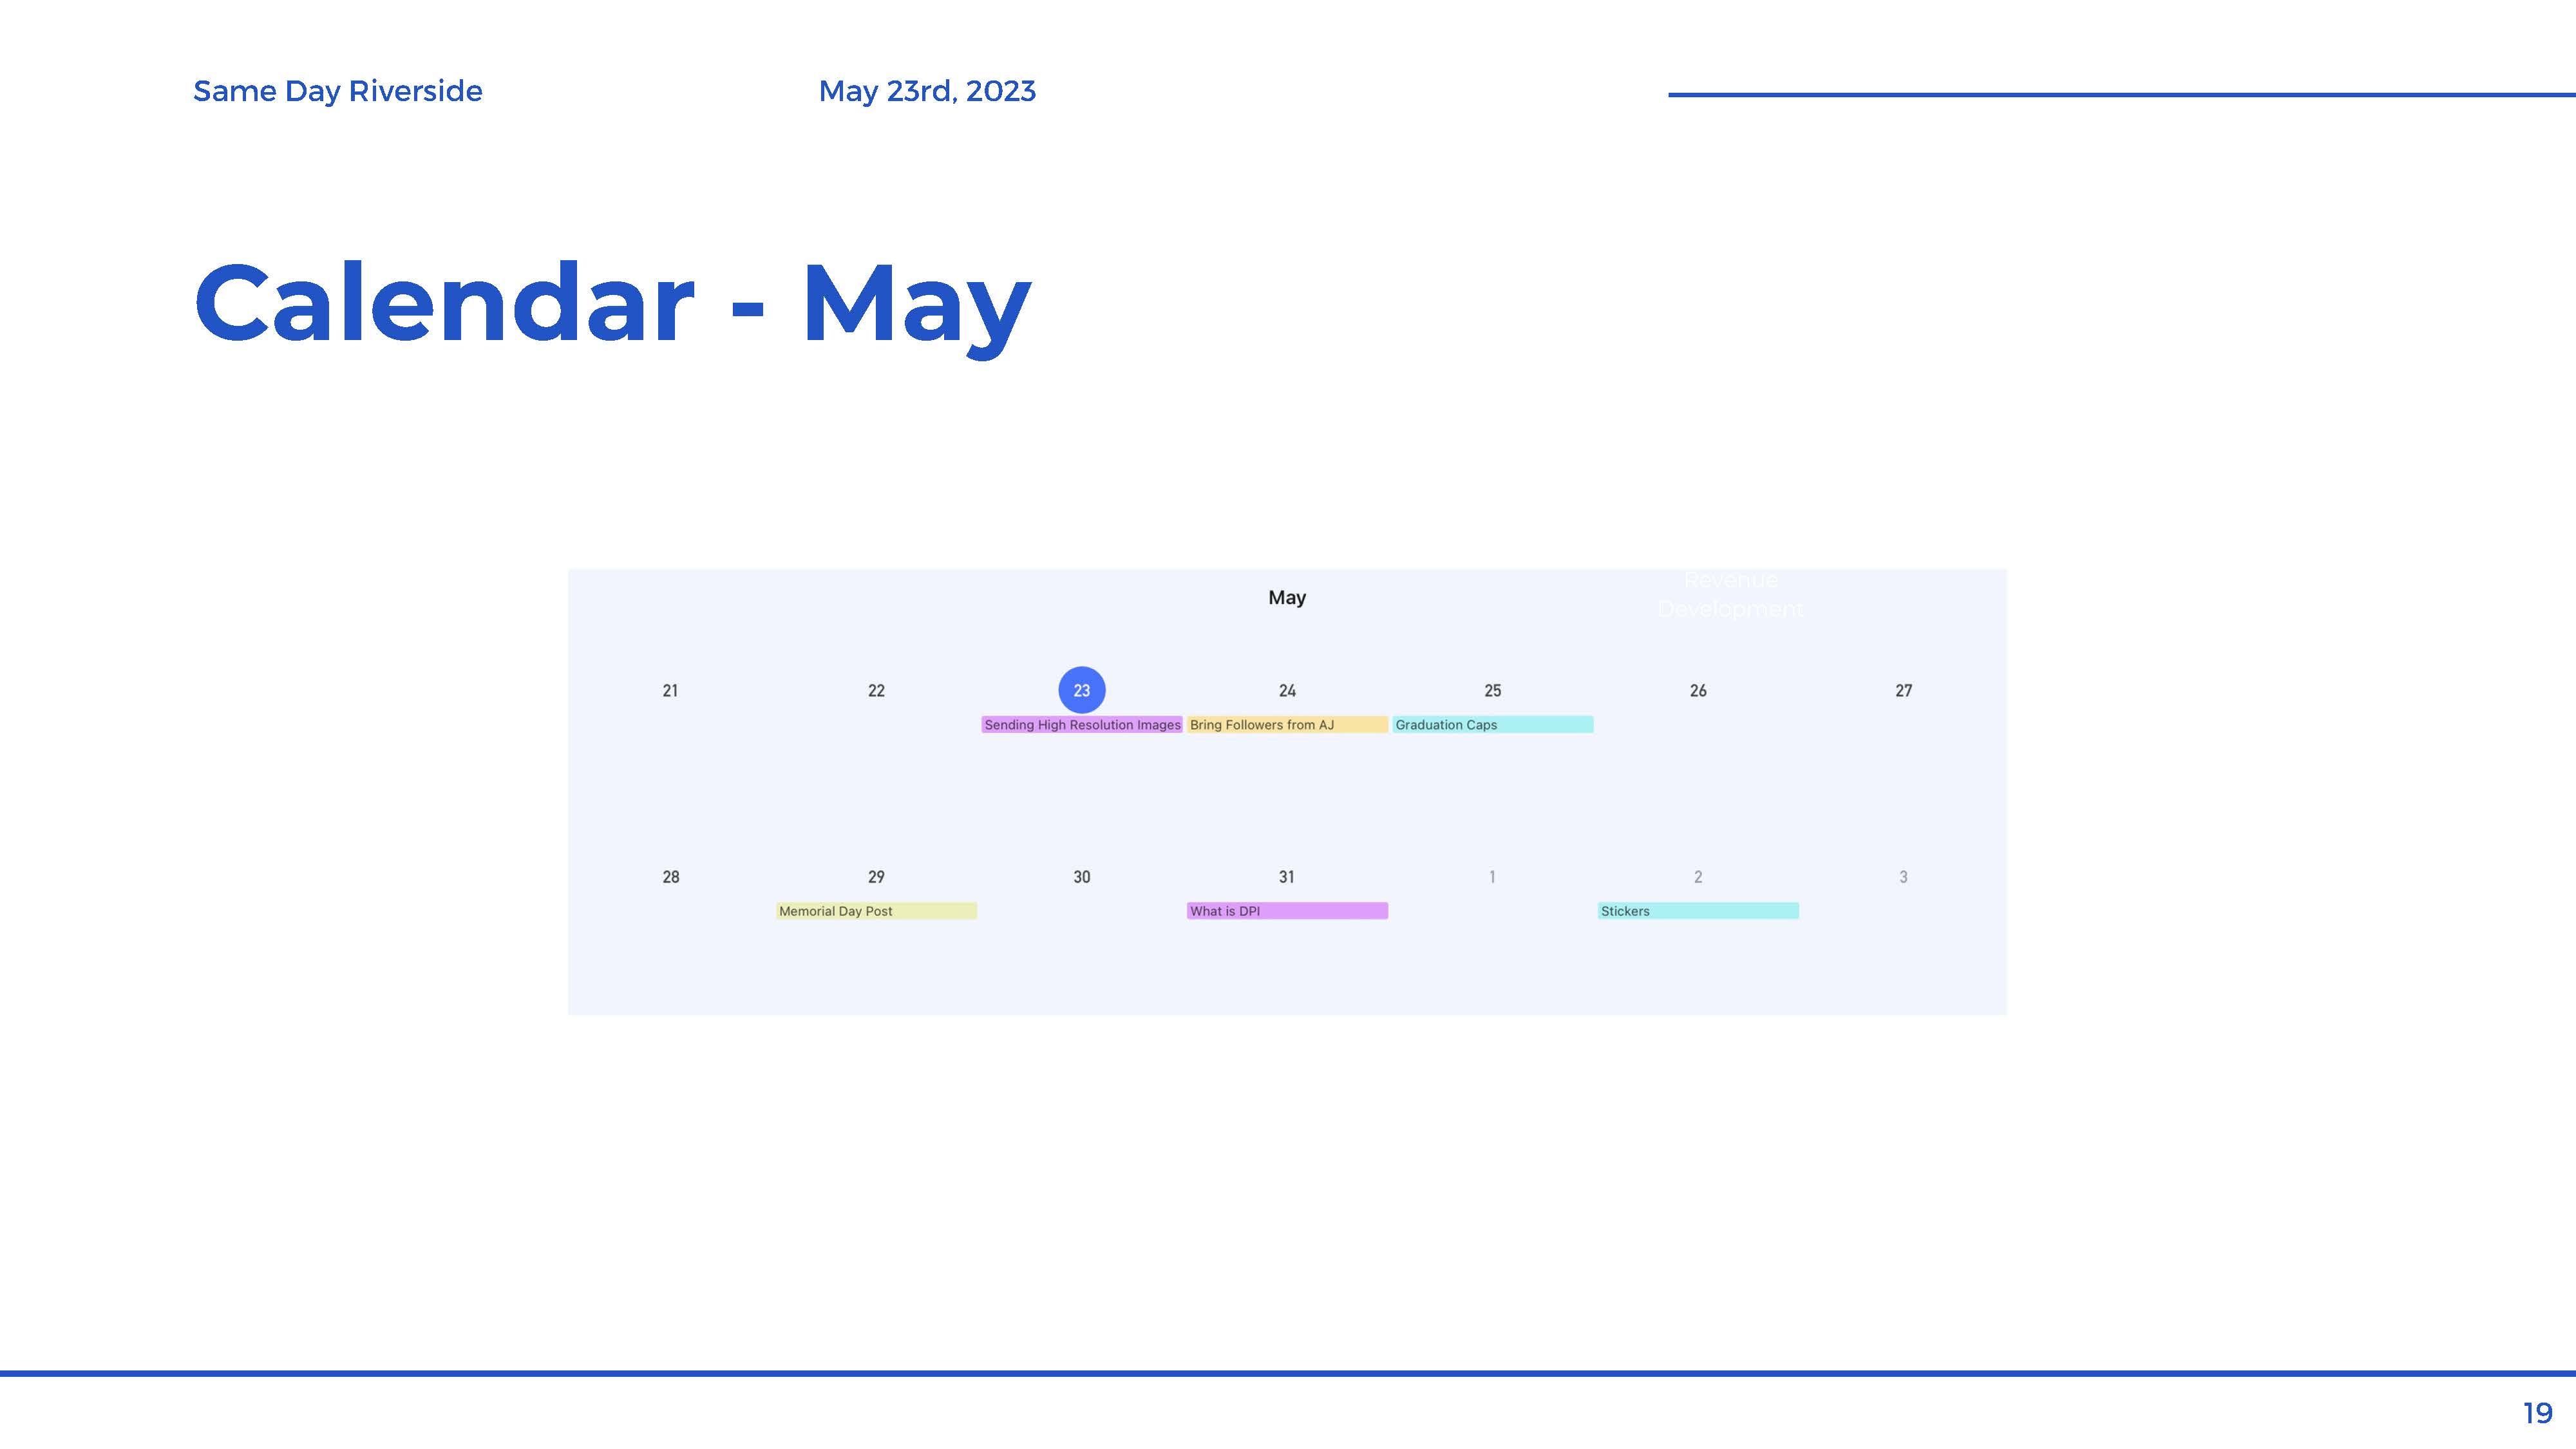 Same Day Riverside May 23rd, 2023
Calendar - May
Revenue
May
Development
21 22 23 24 25 26 27
Sending High Resolution Images Bring Followers from AJ Graduation Caps
28 29 30 31 1 2 3
Memorial Day Post What is DPI Stickers
19